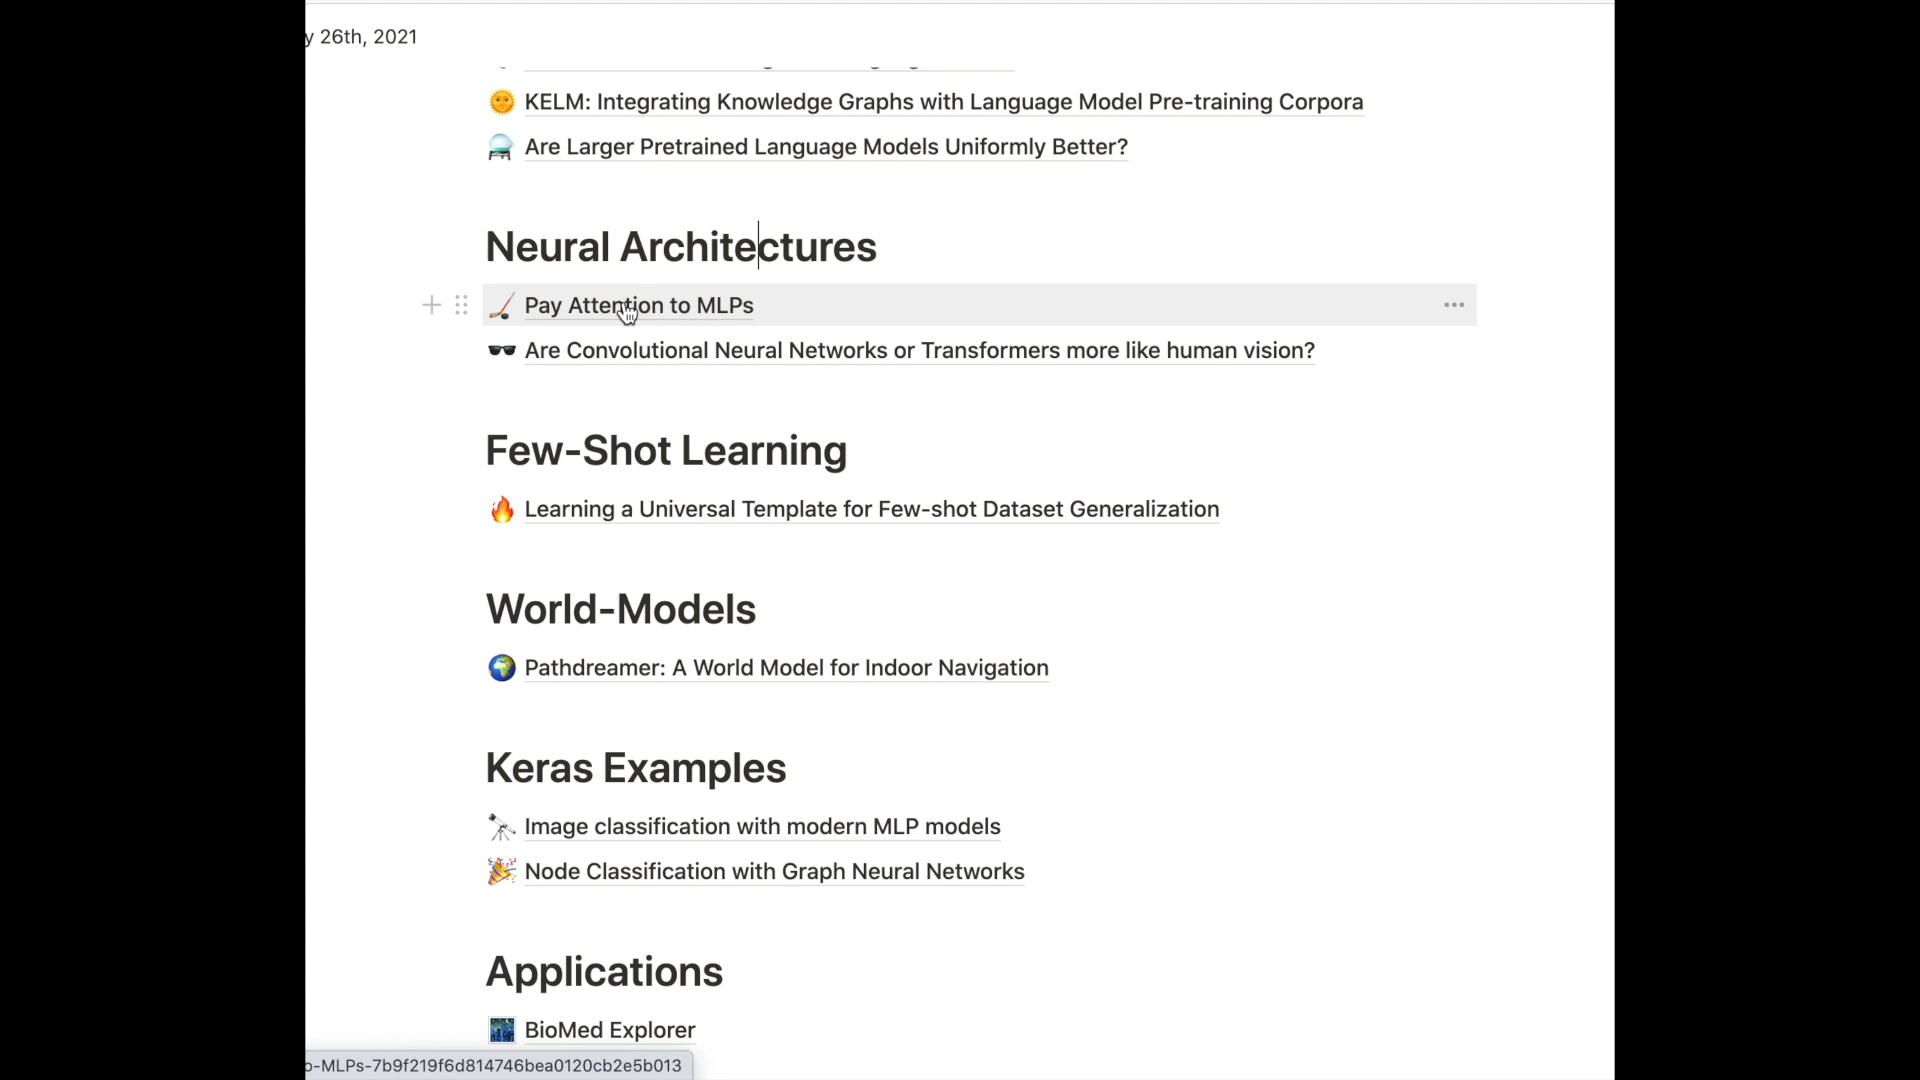 y 26th, 2021
KELM: Integrating Knowledge Graphs with Language Model Pre-training Corpora
Are Larger Pretrained Language Models Uniformly Better?
Neural Architectures
Pay Attention to MLPs
Are Convolutional Neural Networks or Transformers more like human vision?
Few-Shot Learning
Learning a Universal Template for Few-shot Dataset Generalization
World-Models
Pathdreamer: A World Model for Indoor Navigation
Keras Examples
Image classification with modern MLP models
Node Classification with Graph Neural Networks
Applications
BioMed Explorer
o-MLPs-7b9f219f6d814746bea0120cb2e5b013